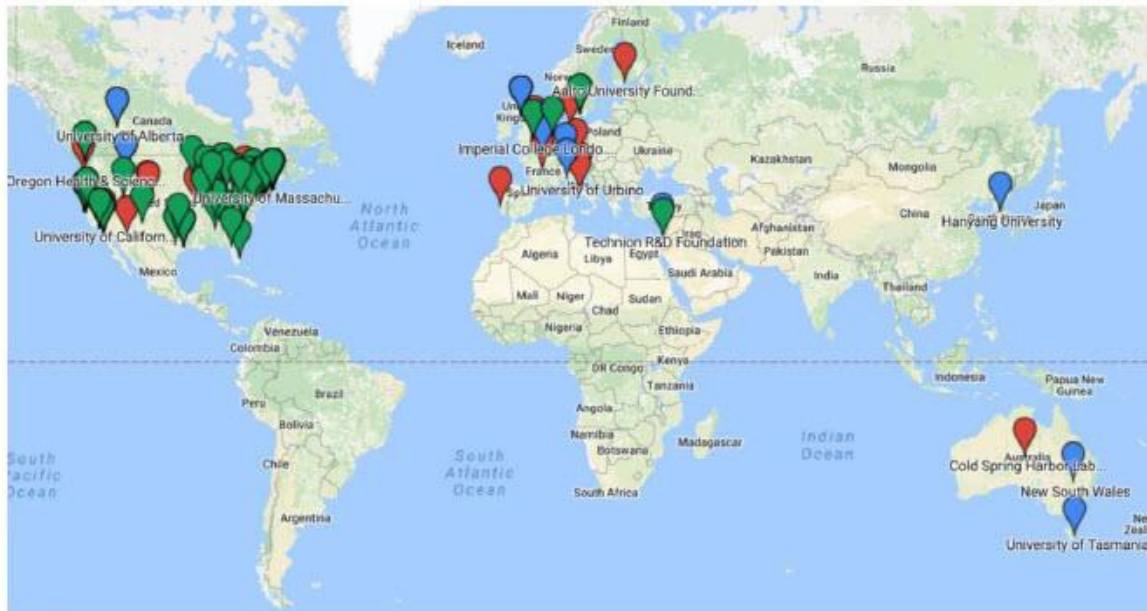 Finland
Iceland
Sweden
Russia
Norw
Aalto University Found...
Canada
University of Alberta
Kingd
Poland
Imperial College Londo...
Ukraine
Kazakhstan
Mongolia
France
Oregon Health & Scienc...
University of Massachu...
University of Urbino
Japan
Hanyang University
North
Atlantic
Ocean
China
University of Californ...
Technion R&D Foundation
Iraq
Afghanistan
Pakistan
Algeria
Libya
Egypt
Saudi Arabia
Mexico
India
Mali
Niger
Sudan
Chad
Thailand
Nigeria
Ethiopia
Venezuela
Colombia
Kenya
DR Congo
Indonesia
Papua New
Guinea
Tanzania
Brazil
Peru
Angola
Bolivia
Namibia
Madagascar
Botswana
Indian
Ocean
Chile
South
Pacific
Ocean
South
Atlantic
Ocean
Australia
Cold Spring Harbor Lab...
South Africa
New South Wales
Argentina
University of Tasmania
Ne
Zeal